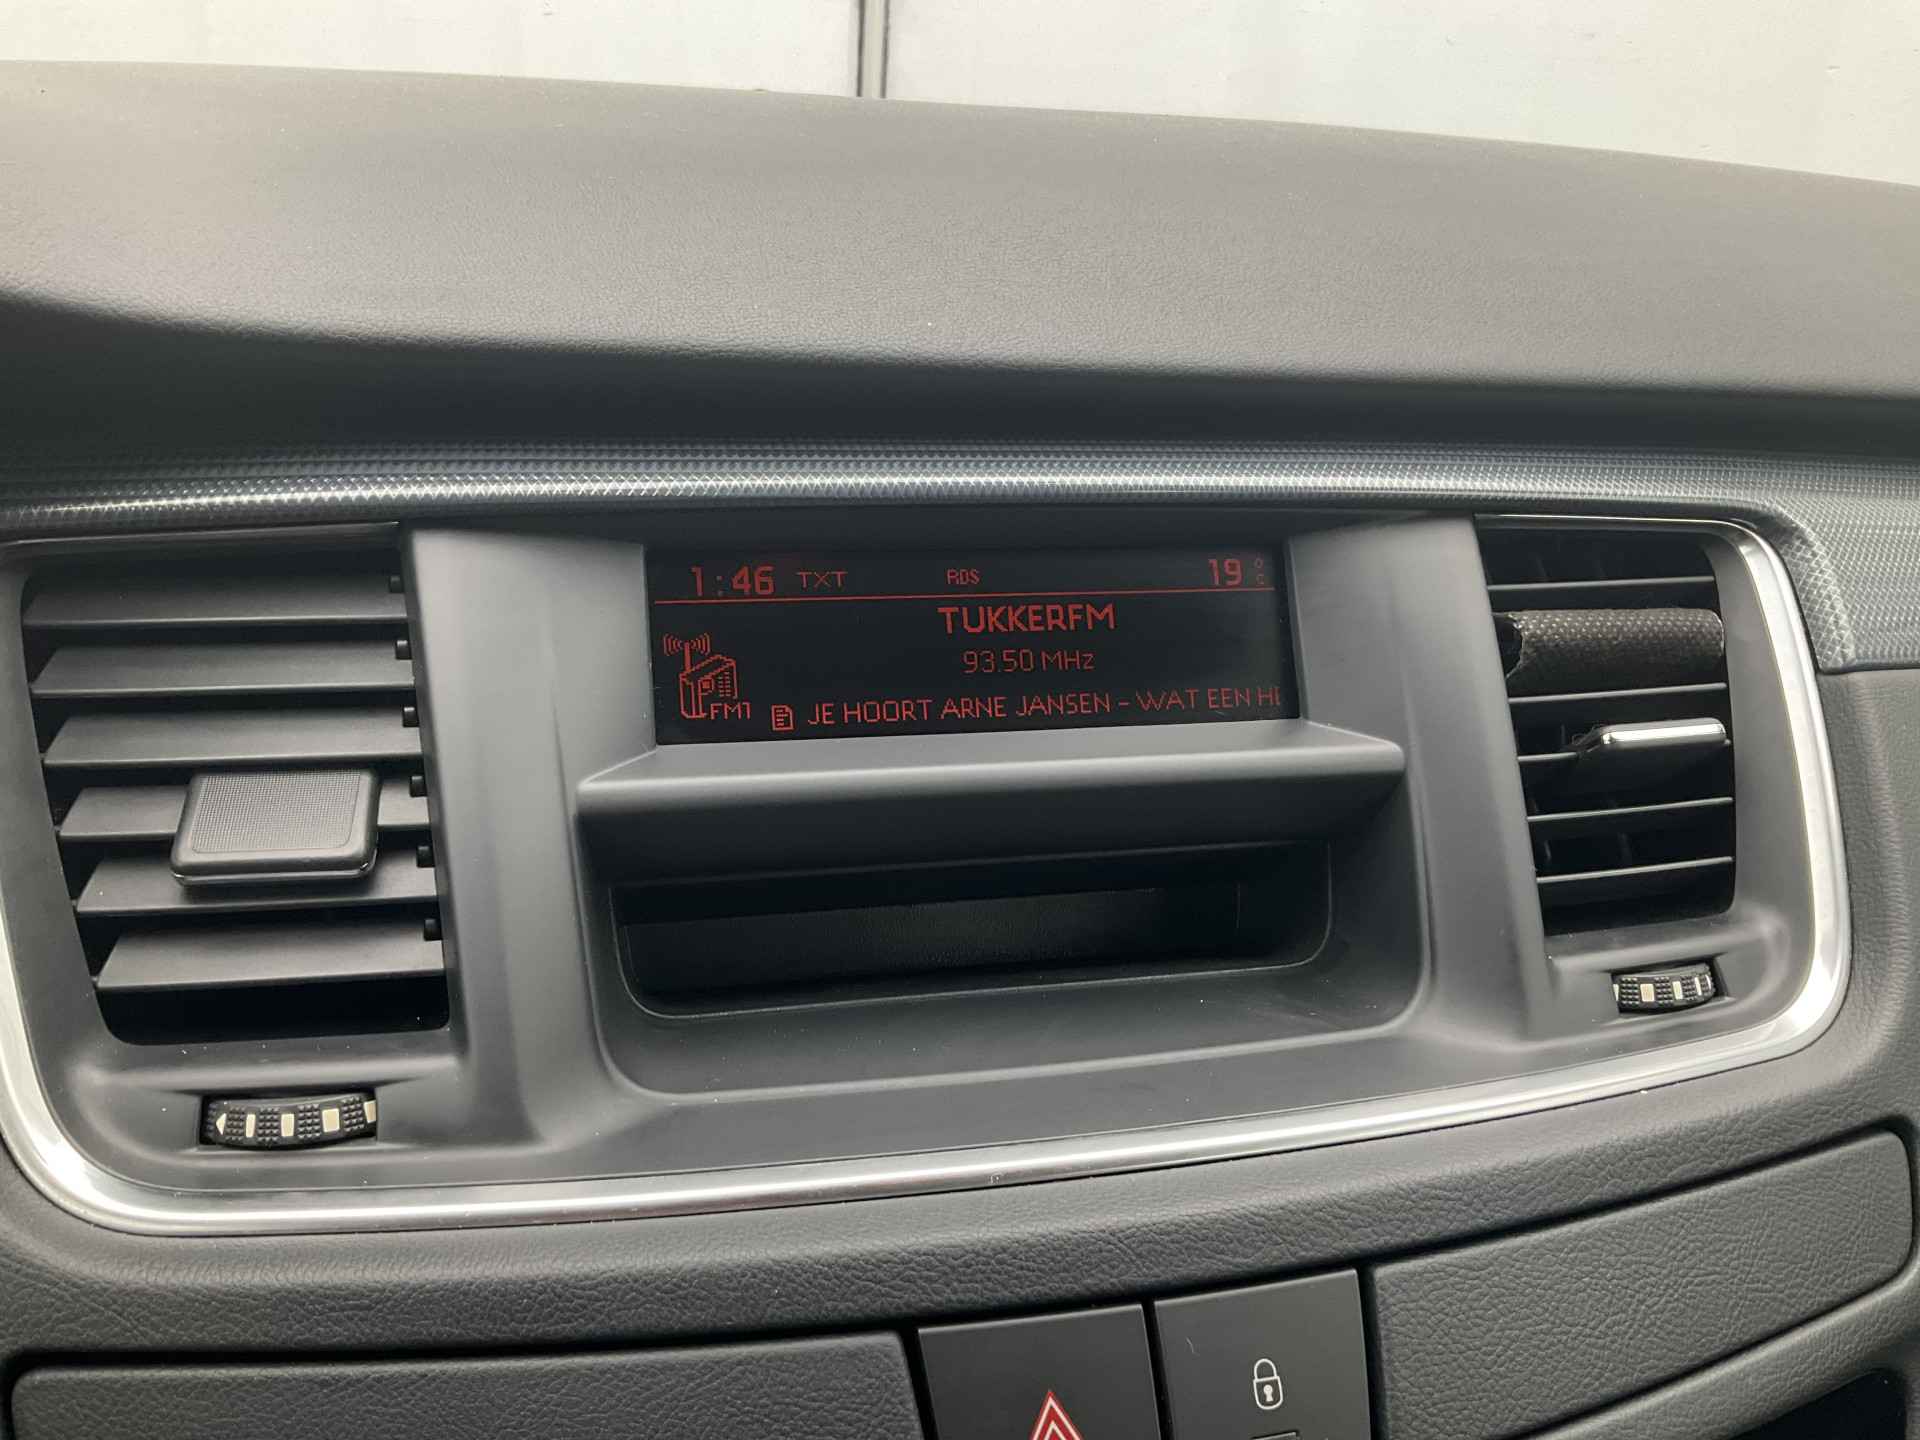 1:46 TXT RDS 19 °C
TUKKERFM
93.50 MHz
FM1 JE HOORT ARNE JANSEN - WAT EEN